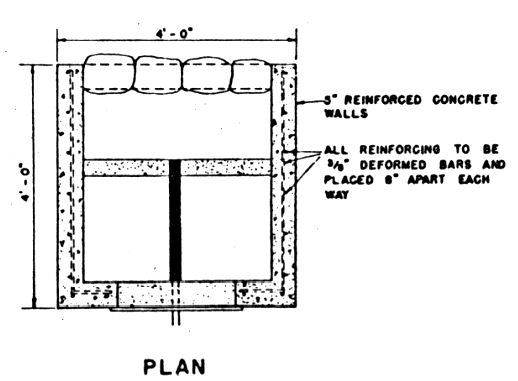 4'-0"
4'-0"
5" REINFORCED CONCRETE
WALLS
ALL REINFORCING TO BE
3/8" DEFORMED BARS AND
PLACED 8" APART EACH
WAY
PLAN